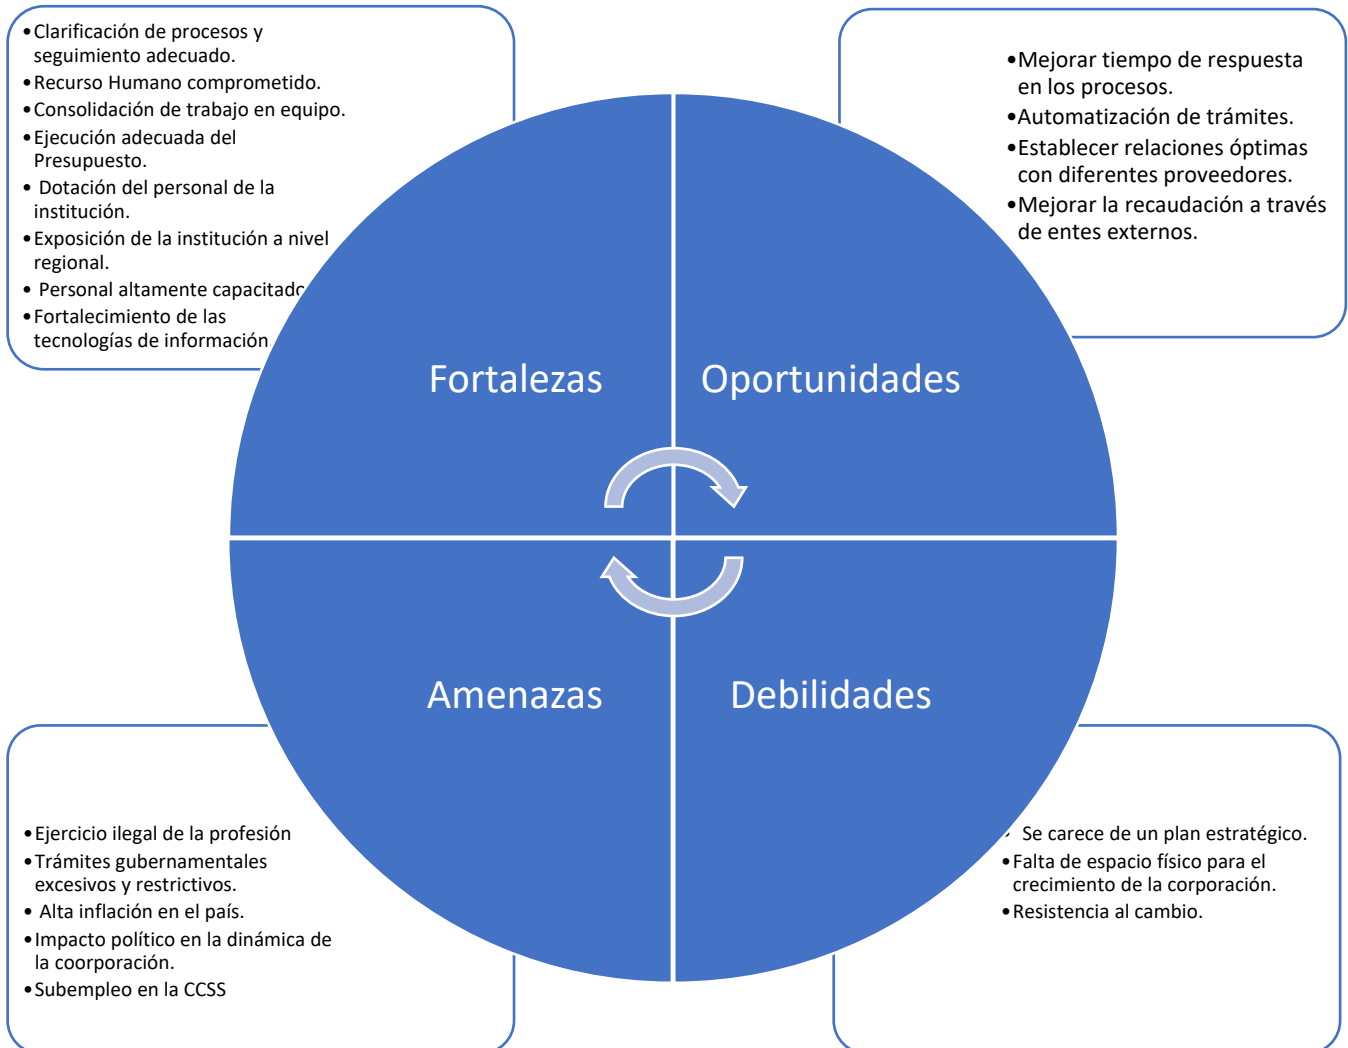 •Clarificación de procesos y
seguimiento adecuado.
•Recurso Humano comprometido.
•Consolidación de trabajo en equipo.
•Ejecución adecuada del
Presupuesto.
• Dotación del personal de la
institución.
•Exposición de la institución a nivel
regional.
• Personal altamente capacitado
•Fortalecimiento de las
tecnologías de información.
•Mejorar tiempo de respuesta
en los procesos.
•Automatización de trámites.
•Establecer relaciones óptimas
con diferentes proveedores.
•Mejorar la recaudación a través
de entes externos.
Fortalezas
Oportunidades
Amenazas
Debilidades
•Ejercicio ilegal de la profesión
•Trámites gubernamentales
excesivos y restrictivos.
• Alta inflación en el país.
•Impacto político en la dinámica de
la coorporación.
•Subempleo en la CCSS
• Se carece de un plan estratégico.
•Falta de espacio físico para el
crecimiento de la corporación.
•Resistencia al cambio.